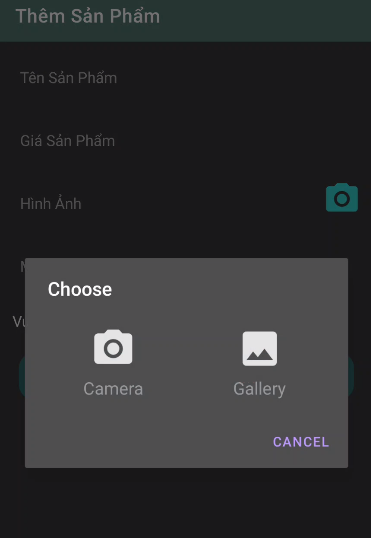 Thêm Sản Phẩm
Tên Sản Phẩm
Giá Sản Phẩm
Hình Ảnh
Choose
Camera
Gallery
CANCEL